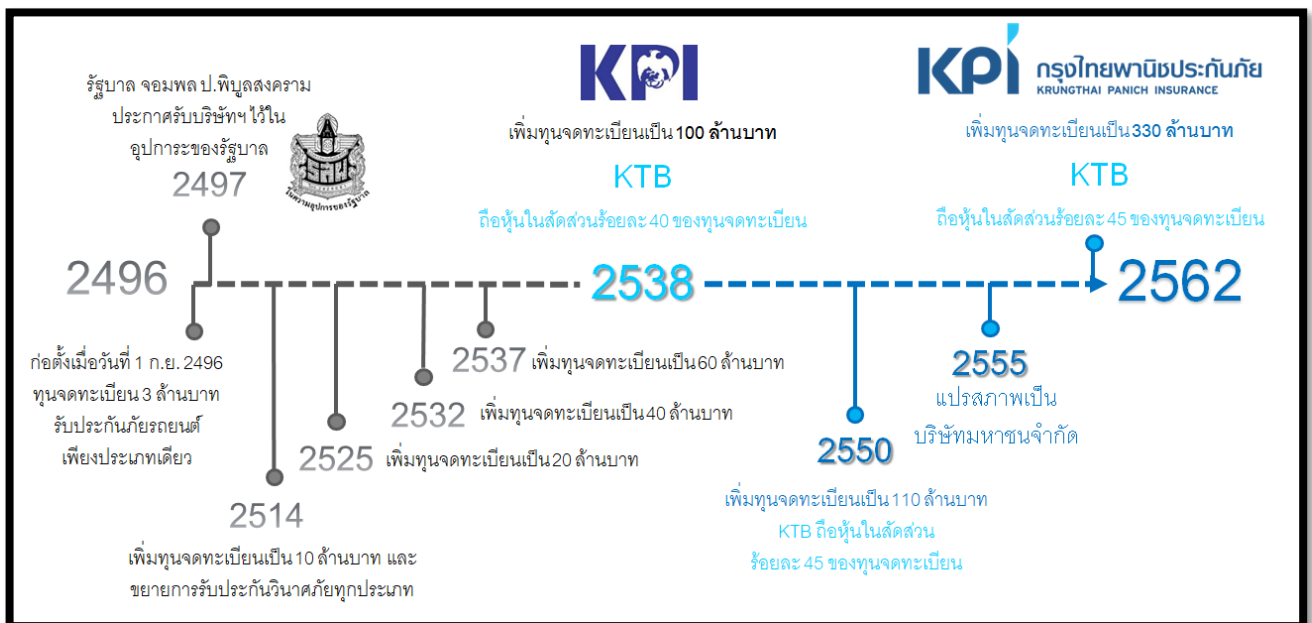 รัฐบาล จอมพล ป.พิบูลสงคราม
ประกาศรับบริษัทฯ ไว้ใน
อุปการะของรัฐบาล
2497
ในความอุปการของรัฐบาล
KPI
เพิ่มทุนจดทะเบียนเป็น 100 ล้านบาท
KTB
ถือหุ้นในสัดส่วนร้อยละ 40 ของทุนจดทะเบียน
KPI กรุงไทยพานิชประกันภัย
KRUNGTHAI PANICH INSURANCE
เพิ่มทุนจดทะเบียนเป็น 330 ล้านบาท
KTB
ถือหุ้นในสัดส่วนร้อยละ 45 ของทุนจดทะเบียน
2496
2538
2562
ก่อตั้งเมื่อวันที่ 1 ก.ย. 2496
ทุนจดทะเบียน 3 ล้านบาท
รับประกันภัยรถยนต์
เพียงประเภทเดียว
2514
เพิ่มทุนจดทะเบียนเป็น 10 ล้านบาท และ
ขยายการรับประกันวินาศภัยทุกประเภท
2525 เพิ่มทุนจดทะเบียนเป็น 20 ล้านบาท
2532 เพิ่มทุนจดทะเบียนเป็น 40 ล้านบาท
2537 เพิ่มทุนจดทะเบียนเป็น 60 ล้านบาท
2550
เพิ่มทุนจดทะเบียนเป็น 110 ล้านบาท
KTB ถือหุ้นในสัดส่วน
ร้อยละ 45 ของทุนจดทะเบียน
2555
แปรสภาพเป็น
บริษัทมหาชนจำกัด